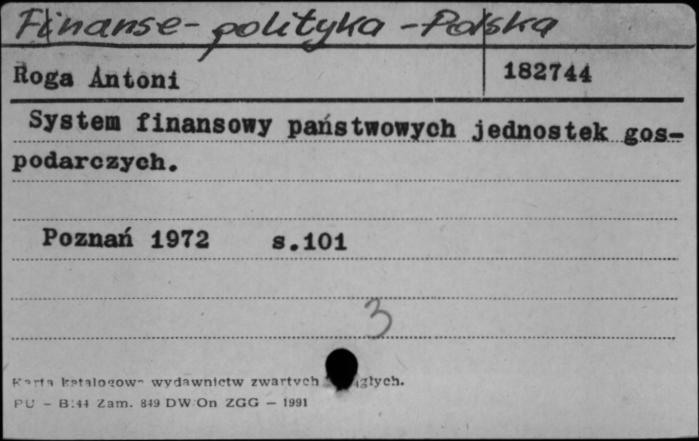 Finanse - polityka - Polska
Roga Antoni 182744
System finansowy państwowych jednostek gos-
podarczych.
Poznań 1972 s.101
3
Karta katalogowa wydawnictw zwartych ciągłych.
PU - B.44 Zam. 849 DW On ZGG - 1991